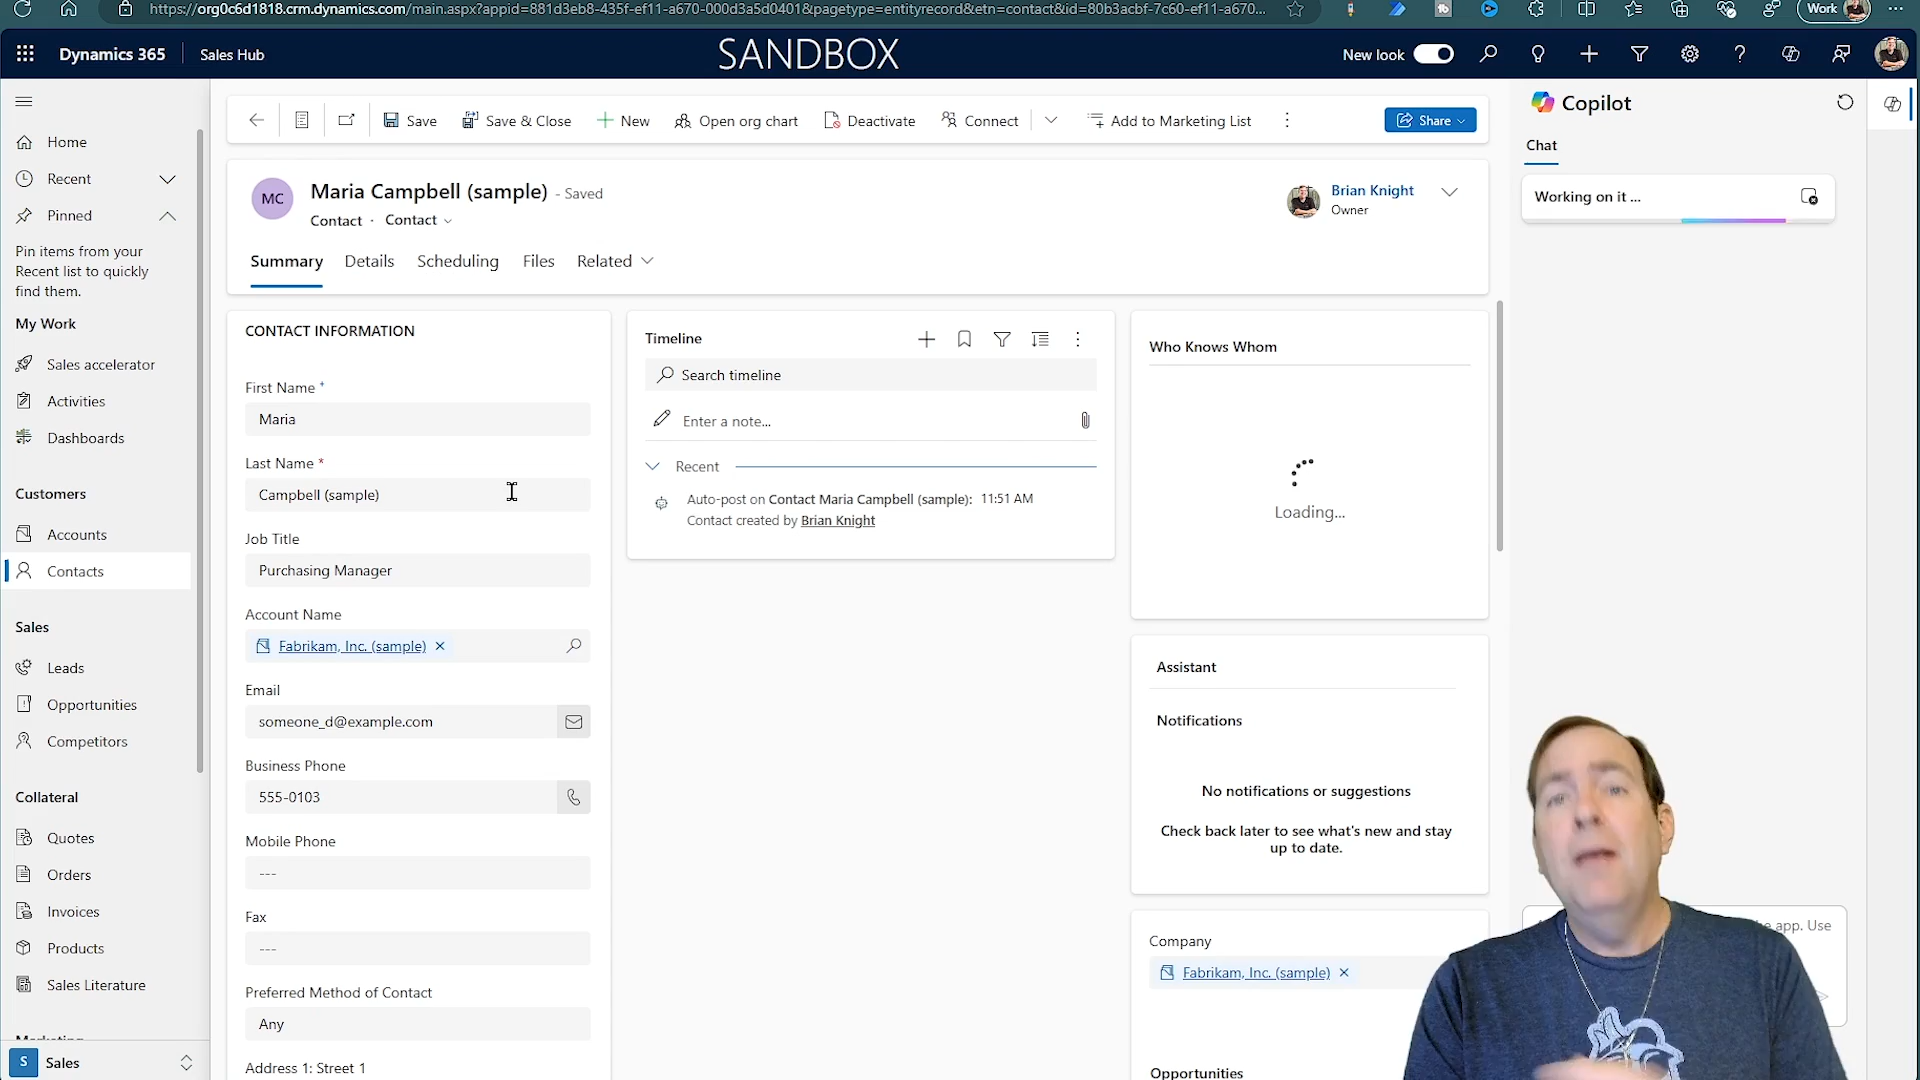 https://org0c6d1818.crm.dynamics.com/main.aspx?appid=881d3eb8-435f-ef11-a670-000d3a5d0401&pagetype=entityrecord&etn=contact&id=80b3acbf-7c60-ef11-a670...
Work
Dynamics 365
Sales Hub
SANDBOX
New look
Save
Save & Close
New
Open org chart
Deactivate
Connect
Add to Marketing List
Share
Copilot
Chat
Working on it ...
Home
Recent
Pinned
Pin items from your
Recent list to quickly
find them.
My Work
Sales accelerator
Activities
Dashboards
Customers
Accounts
Contacts
Sales
Leads
Opportunities
Competitors
Collateral
Quotes
Orders
Invoices
Products
Sales Literature
S
Sales
MC
Maria Campbell (sample) - Saved
Contact · Contact
Brian Knight
Owner
Summary
Details
Scheduling
Files
Related
CONTACT INFORMATION
First Name *
Maria
Last Name *
Campbell (sample)
Job Title
Purchasing Manager
Account Name
Fabrikam, Inc. (sample)
Email
someone_d@example.com
Business Phone
555-0103
Mobile Phone
---
Fax
---
Preferred Method of Contact
Any
Address 1: Street 1
Timeline
Search timeline
Enter a note...
Recent
Auto-post on Contact Maria Campbell (sample): 11:51 AM
Contact created by Brian Knight
Who Knows Whom
Loading...
Assistant
Notifications
No notifications or suggestions
Check back later to see what's new and stay
up to date.
Company
Fabrikam, Inc. (sample)
Opportunities
app. Use